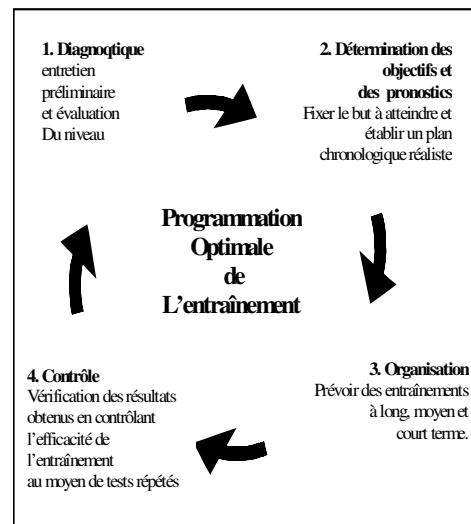 1. Diagnoqtique
entretien
préliminaire
et évaluation
Du niveau
2. Détermination des
objectifs et
des pronostics
Fixer le but à atteindre et
établir un plan
chronologique réaliste
Programmation
Optimale
de
L'entraînement
3. Organisation
Prévoir des entraînements
à long, moyen et
court terme.
4. Contrôle
Vérification des résultats
obtenus en contrôlant
l'efficacité de
l'entraînement
au moyen de tests répétés